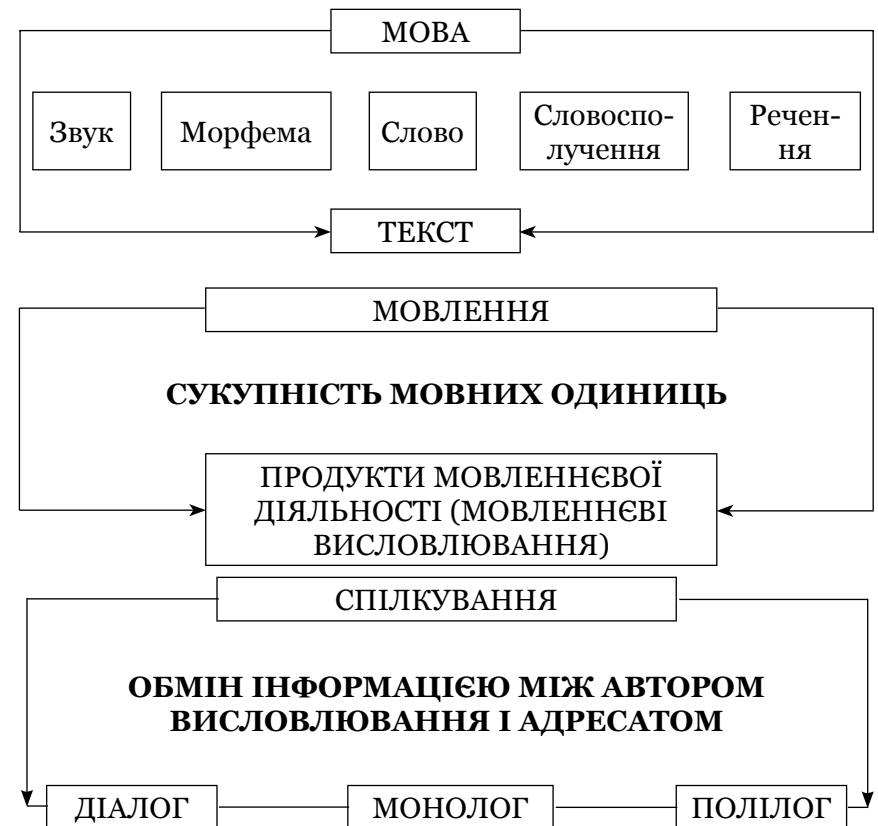 МОВА
Звук
Морфема
Слово
Словоспо-
лучення
Речен-
ня
ТЕКСТ
МОВЛЕННЯ
СУКУПНІСТЬ МОВНИХ ОДИНИЦЬ
ПРОДУКТИ МОВЛЕННЄВОЇ
ДІЯЛЬНОСТІ (МОВЛЕННЄВІ
ВИСЛОВЛЮВАННЯ)
СПІЛКУВАННЯ
ОБМІН ІНФОРМАЦІЄЮ МІЖ АВТОРОМ
ВИСЛОВЛЮВАННЯ І АДРЕСАТОМ
ДІАЛОГ
МОНОЛОГ
ПОЛІЛОГ